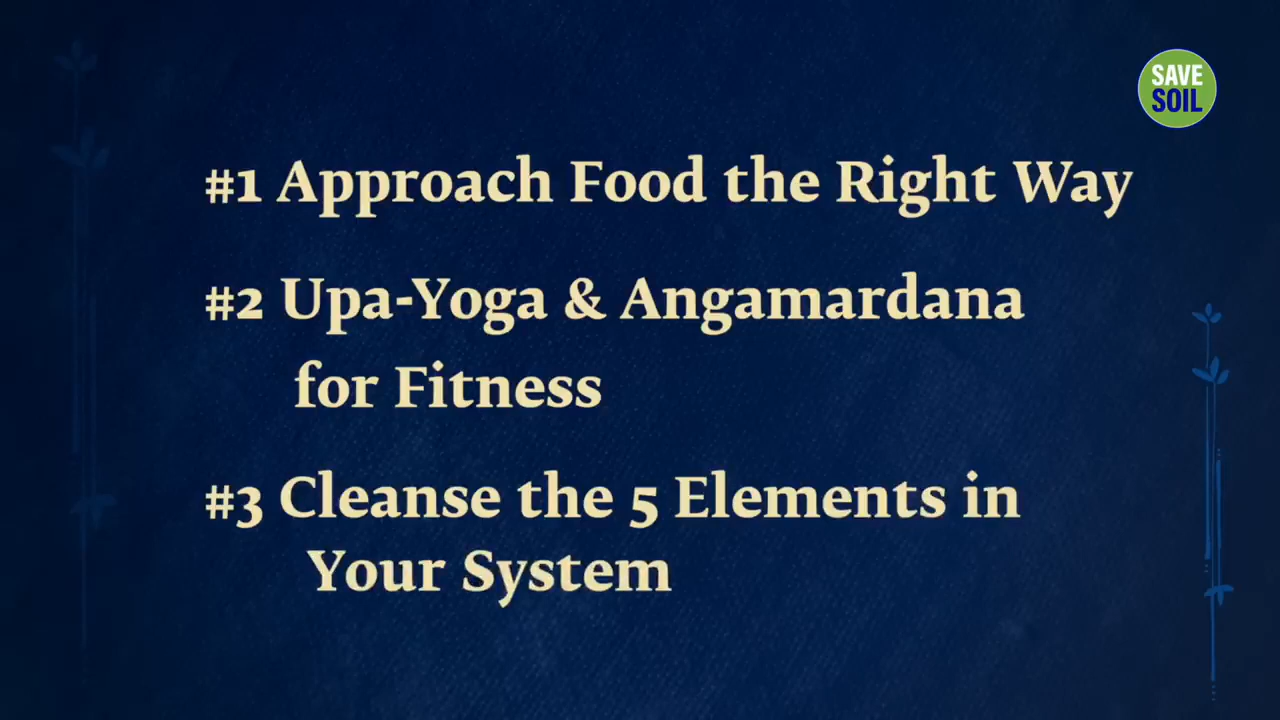 SAVE
SOIL
#1 Approach Food the Right Way
#2 Upa-Yoga & Angamardana
for Fitness
#3 Cleanse the 5 Elements in
Your System